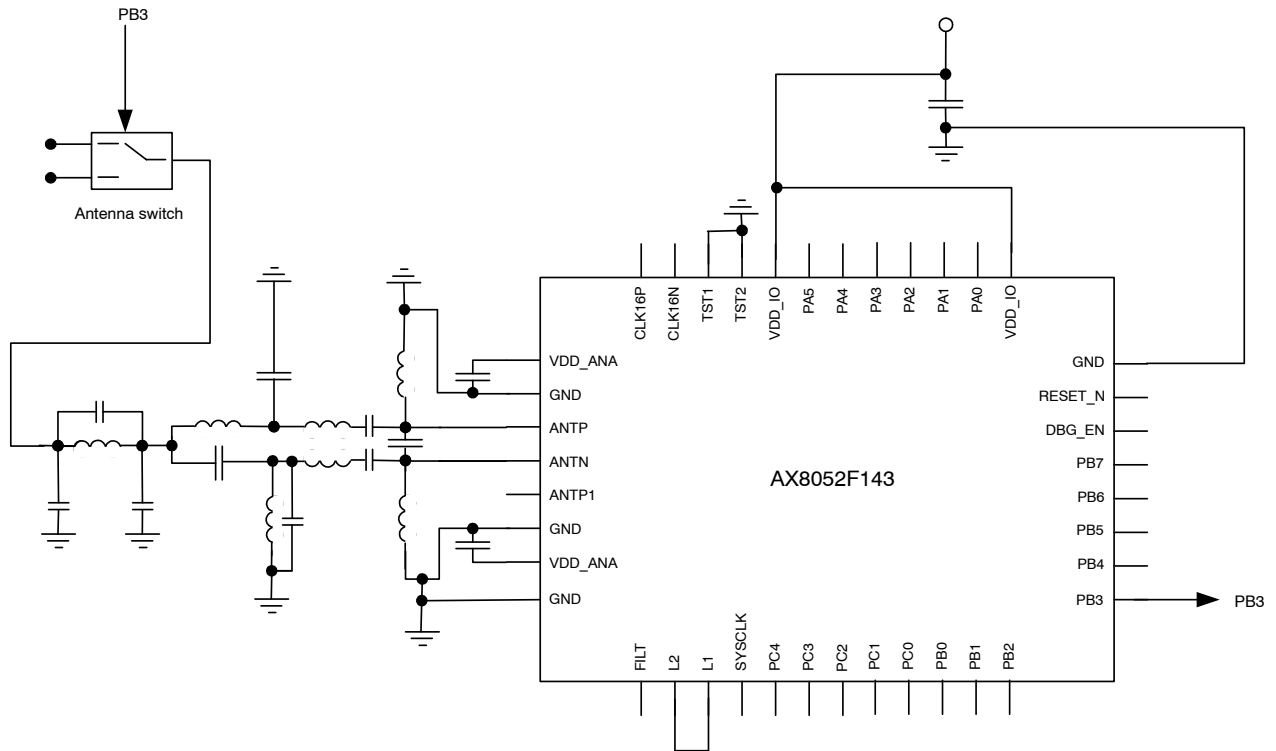 PB3
Antenna switch
CLK16P
CLK16N
TST1
TST2
VDD_IO
PA5
PA4
PA3
PA2
PA1
PA0
VDD_IO
VDD_ANA
GND
ANTP
ANTN
ANTP1
GND
VDD_ANA
GND
AX8052F143
GND
RESET_N
DBG_EN
PB7
PB6
PB5
PB4
PB3
PB3
FILT
L2
L1
SYSCLK
PC4
PC3
PC2
PC1
PC0
PB0
PB1
PB2